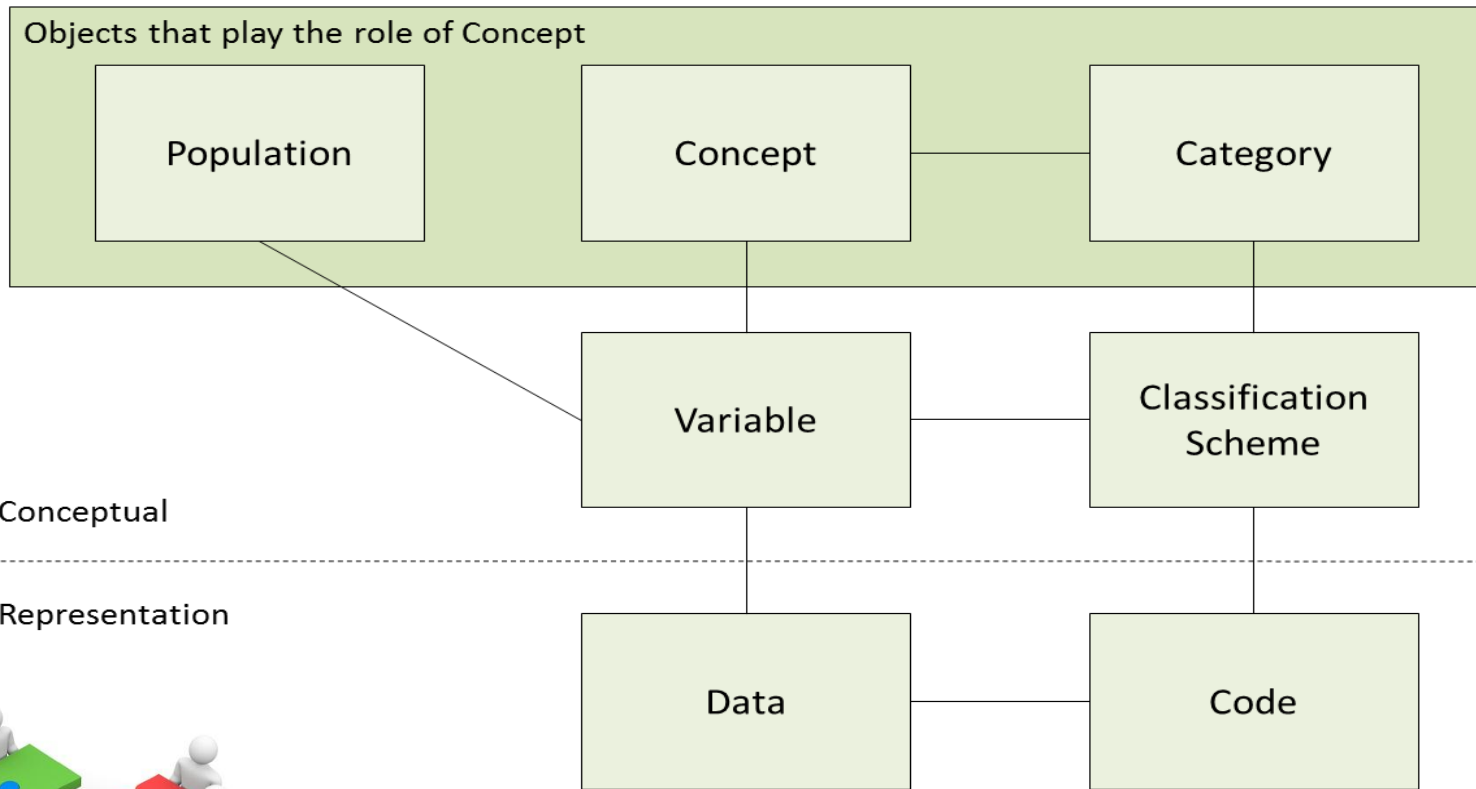 Objects that play the role of Concept
Population
Concept
Category
Variable
Classification
Scheme
Conceptual
Representation
Data
Code